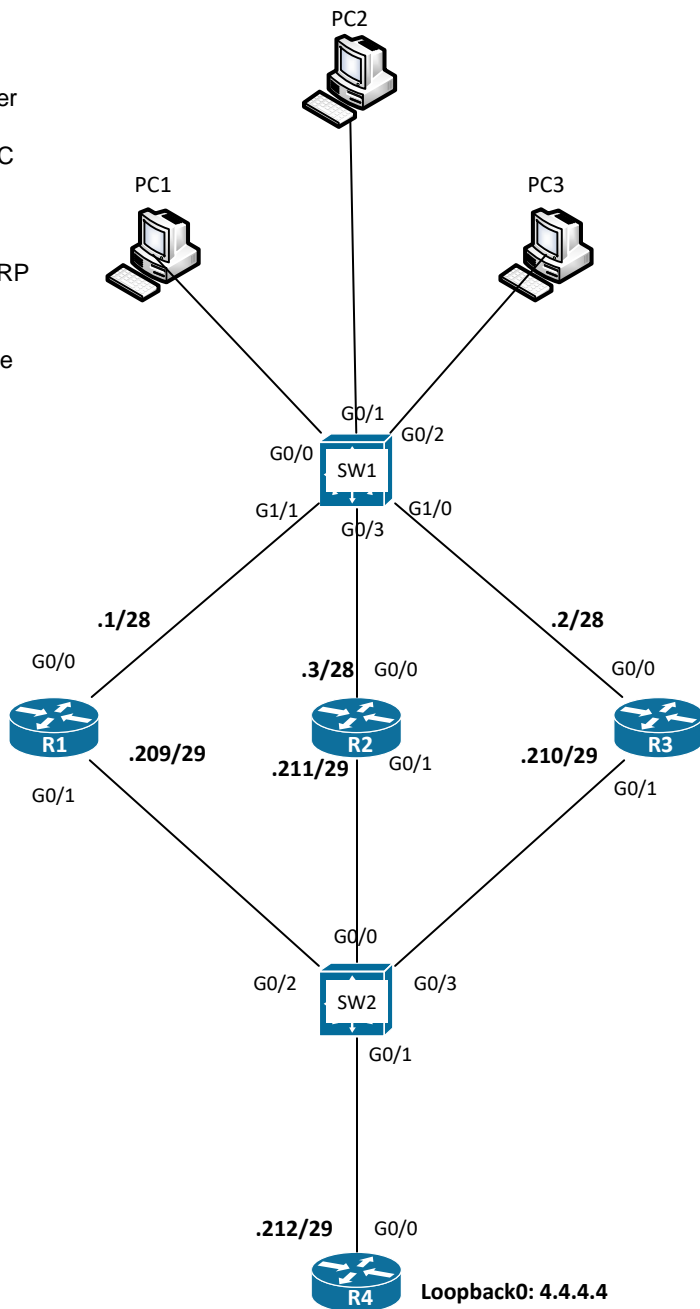 PC2
er
C
PC1
PC3
RP
e
G0/1
G0/2
G0/0
SW1
G1/1
G1/0
G0/3
.1/28
.2/28
G0/0
.3/28
G0/0
G0/0
R1
R2
R3
.209/29
.211/29
G0/1
.210/29
G0/1
G0/1
G0/0
G0/2
G0/3
SW2
G0/1
.212/29
G0/0
R4
Loopback0: 4.4.4.4